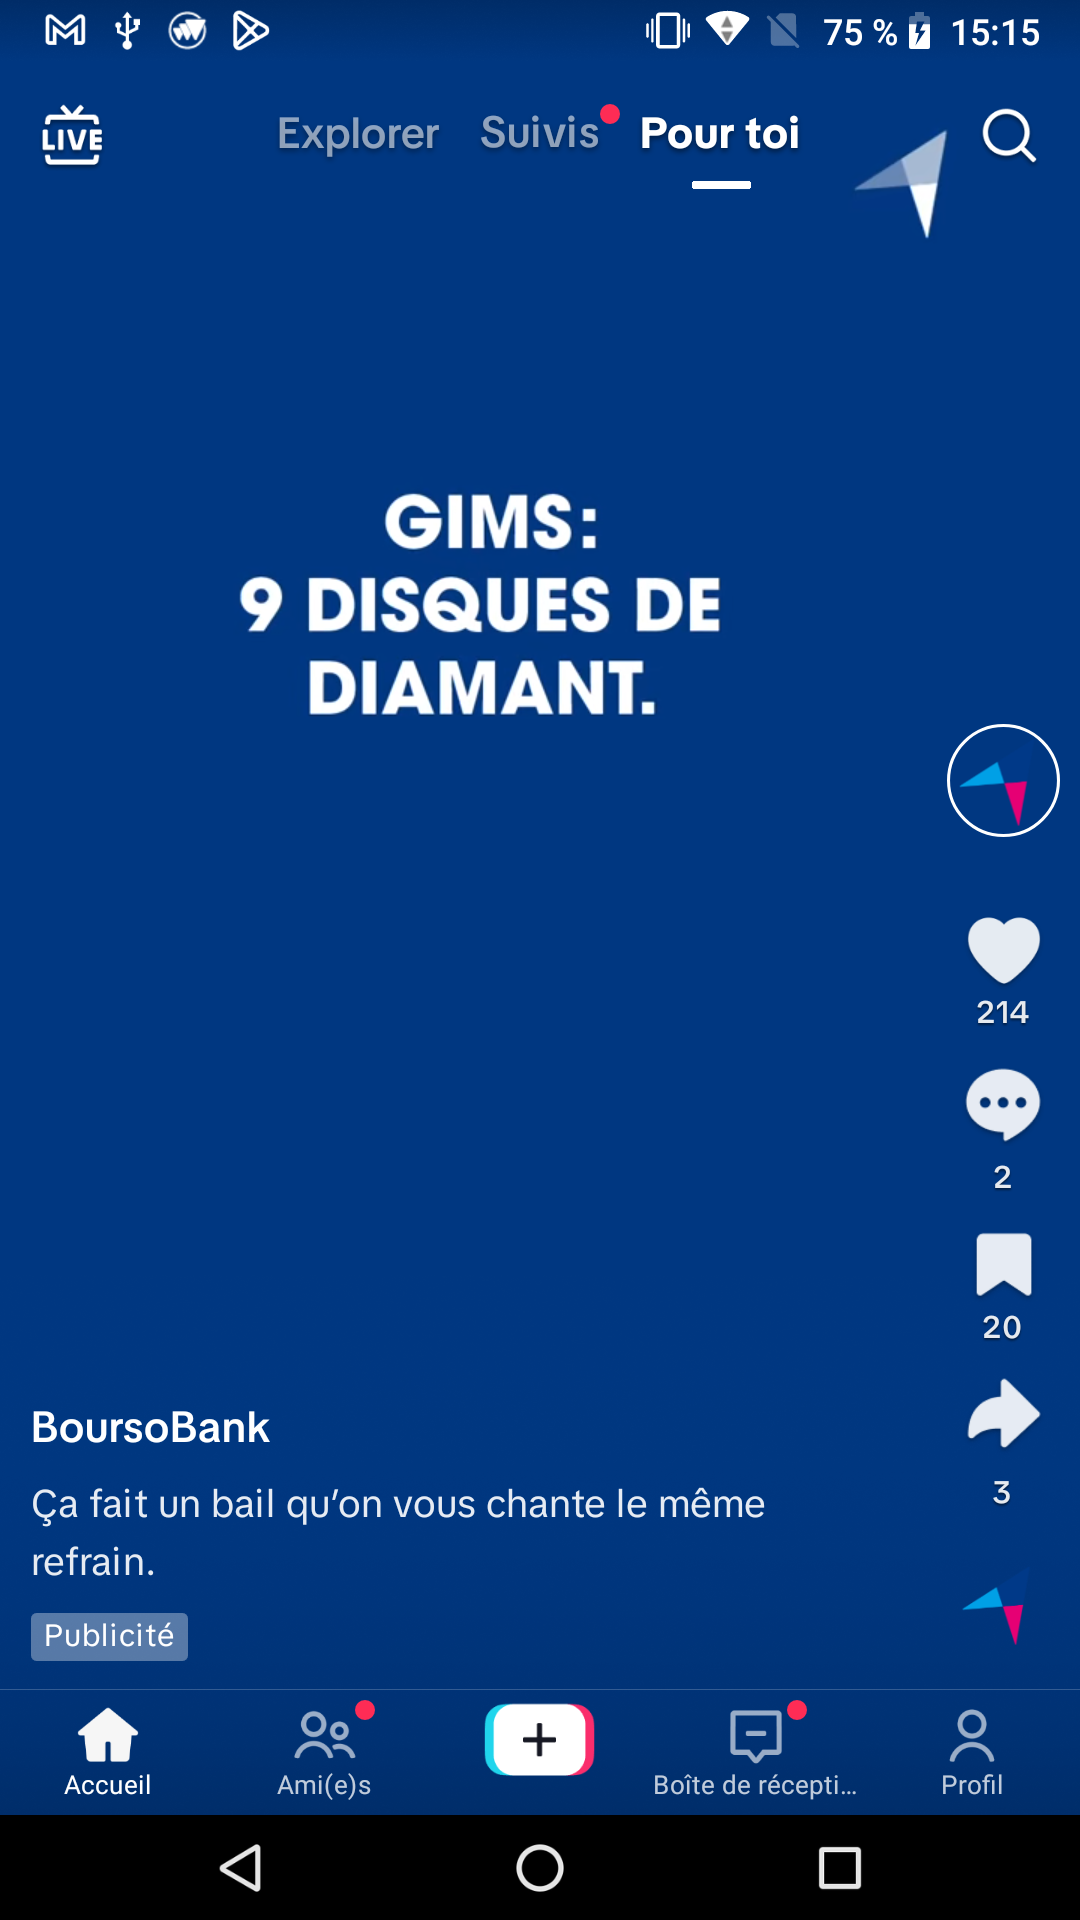 75 % 15:15
LIVE Explorer Suivis Pour toi
GIMS:
9 DISQUES DE
DIAMANT.
214
2
20
3
BoursoBank
Ça fait un bail qu’on vous chante le même
refrain.
Publicité
Accueil Ami(e)s Boîte de récepti… Profil